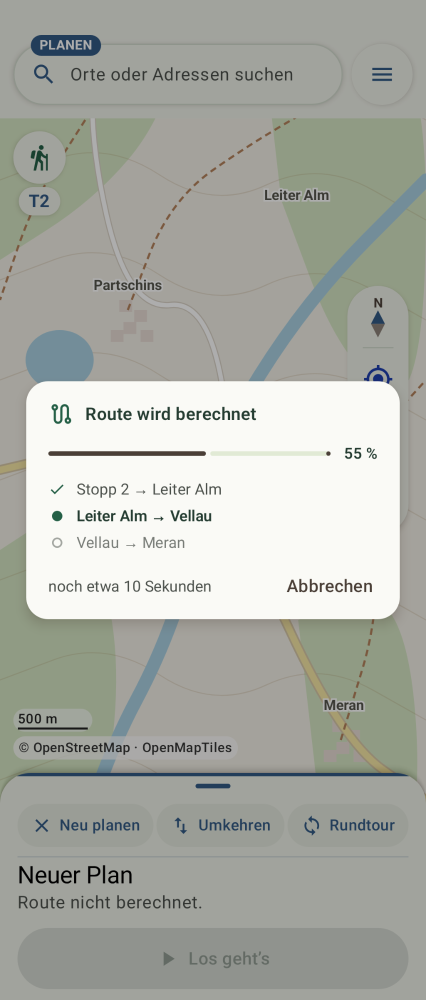 PLANEN
Orte oder Adressen suchen
T2
Leiter Alm
Partschins
N
Route wird berechnet
55 %
Stopp 2 → Leiter Alm
Leiter Alm → Vellau
Vellau → Meran
noch etwa 10 Sekunden
Abbrechen
Meran
500 m
© OpenStreetMap · OpenMapTiles
Neu planen
Umkehren
Rundtour
Neuer Plan
Route nicht berechnet.
Los geht's